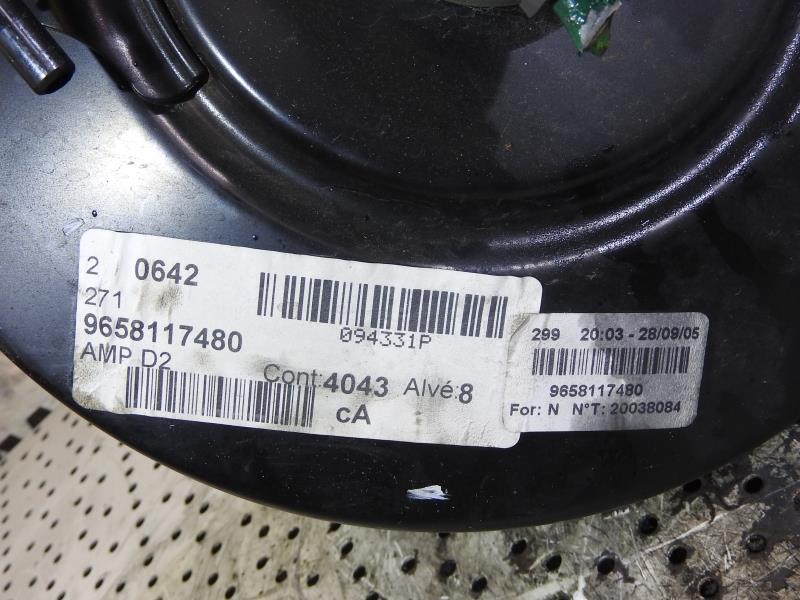 2 0642
271
094331P
9658117480
AMP D2
Cont:4043 Alvé:8
cA
299 20:03 - 28/09/05
9658117480
For: N N°T: 20038084